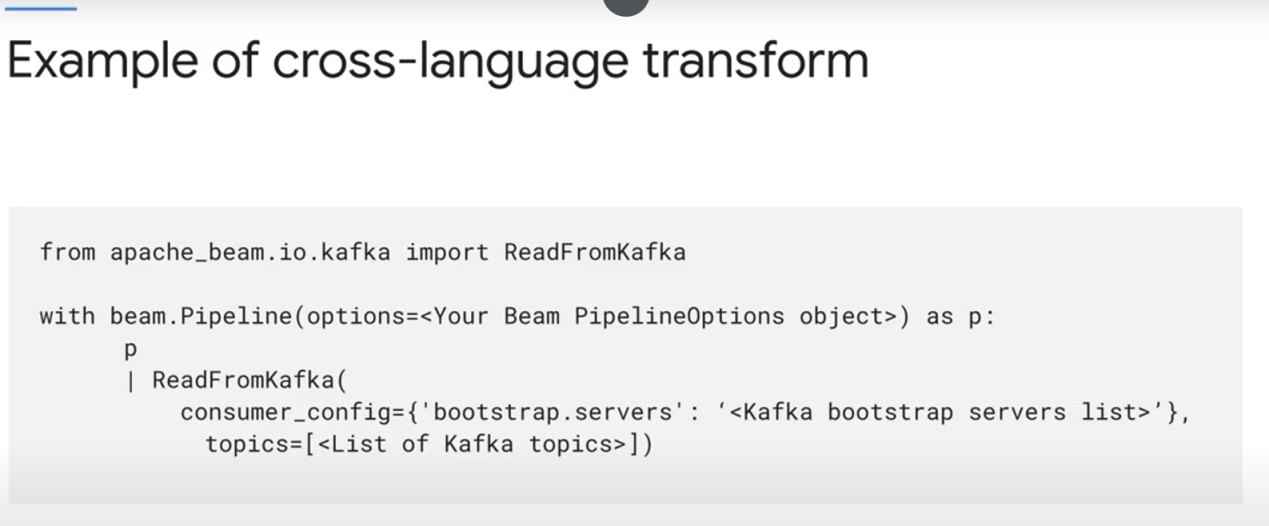 Example of cross-language transform
from apache_beam.io.kafka import ReadFromKafka
with beam.Pipeline(options=<Your Beam PipelineOptions object>) as p:
p
| ReadFromKafka(
consumer_config={'bootstrap.servers': ‘<Kafka bootstrap servers list>’},
topics=[<List of Kafka topics>])